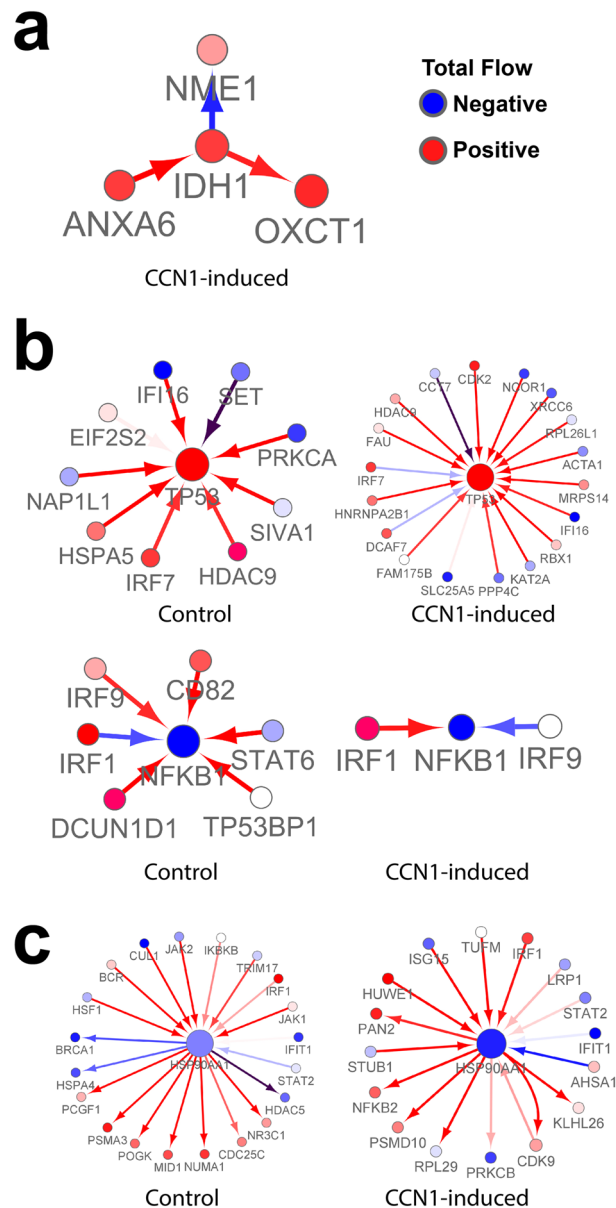 a
Total Flow
Negative
Positive
NME1
IDH1
ANXA6
OXCT1
CCN1-induced
b
IFI16
SET
EIF2S2
PRKCA
NAP1L1
TP53
SIVA1
HSPA5
IRF7
HDAC9
Control
CCT7
CDK2
NCOR1
XRCC6
HDAC9
RPL26L1
FAU
ACTA1
IRF7
MRPS14
HNRNPA2B1
TP53
IFI16
DCAF7
RBX1
FAM175B
KAT2A
SLC25A5
PPP4C
CCN1-induced
IRF9
CD82
IRF1
NFKB1
STAT6
DCUN1D1
TP53BP1
Control
IRF1
NFKB1
IRF9
CCN1-induced
c
CUL1
JAK2
IKBKB
TRIM17
BCR
IRF1
HSF1
JAK1
BRCA1
HSP90AA1
IFIT1
HSPA4
STAT2
PCGF1
HDAC5
PSMA3
NR3C1
POGK
CDC25C
MID1
NUMA1
Control
ISG15
TUFM
IRF1
HUWE1
LRP1
PAN2
STAT2
STUB1
HSP90AA1
IFIT1
AHSA1
NFKB2
KLHL26
PSMD10
CDK9
RPL29
PRKCB
CCN1-induced